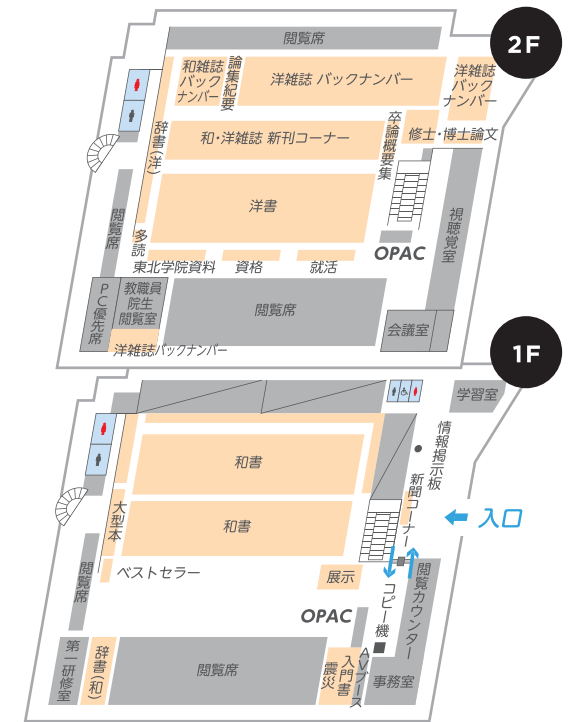 2F
閲覧席
和雑誌
バック
ナンバー
論集紀要
洋雑誌 バックナンバー
洋雑誌
バック
ナンバー
辞書(洋)
和・洋雑誌 新刊コーナー
卒論概要集
修士・博士論文
洋書
閲覧席
多読
OPAC
視聴覚室
東北学院資料
資格
就活
PC優先席
教職員
院生
閲覧室
閲覧席
会議室
洋雑誌バックナンバー
1F
学習室
情報掲示板
和書
新聞コーナー
大型本
和書
入口
閲覧席
ベストセラー
展示
コピー機
閲覧カウンター
OPAC
第一研修室
辞書(和)
閲覧席
震災
入門書
AVブース
事務室